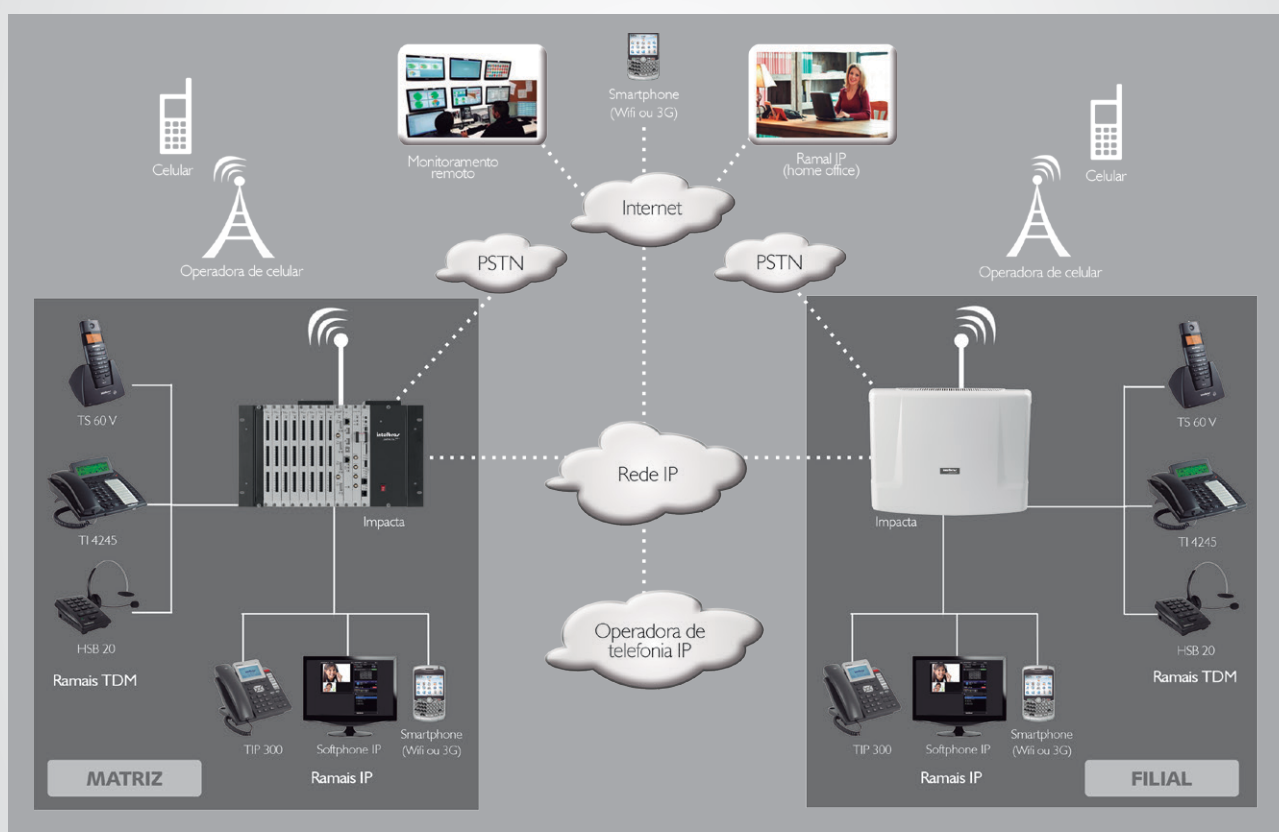 Smartphone
(Wifi ou 3G)
Celular
Monitoramento
remoto
Ramal IP
(home office)
Celular
Internet
Operadora de celular
PSTN
PSTN
Operadora de celular
TS 60 V
TI 4245
HSB 20
Ramais TDM
intelbras
Impacta
Rede IP
Impacta
TS 60 V
TI 4245
HSB 20
Ramais TDM
Operadora de
telefonia IP
TIP 300
Softphone IP
Smartphone
(Wifi ou 3G)
Ramais IP
MATRIZ
TIP 300
Softphone IP
Smartphone
(Wifi ou 3G)
Ramais IP
FILIAL